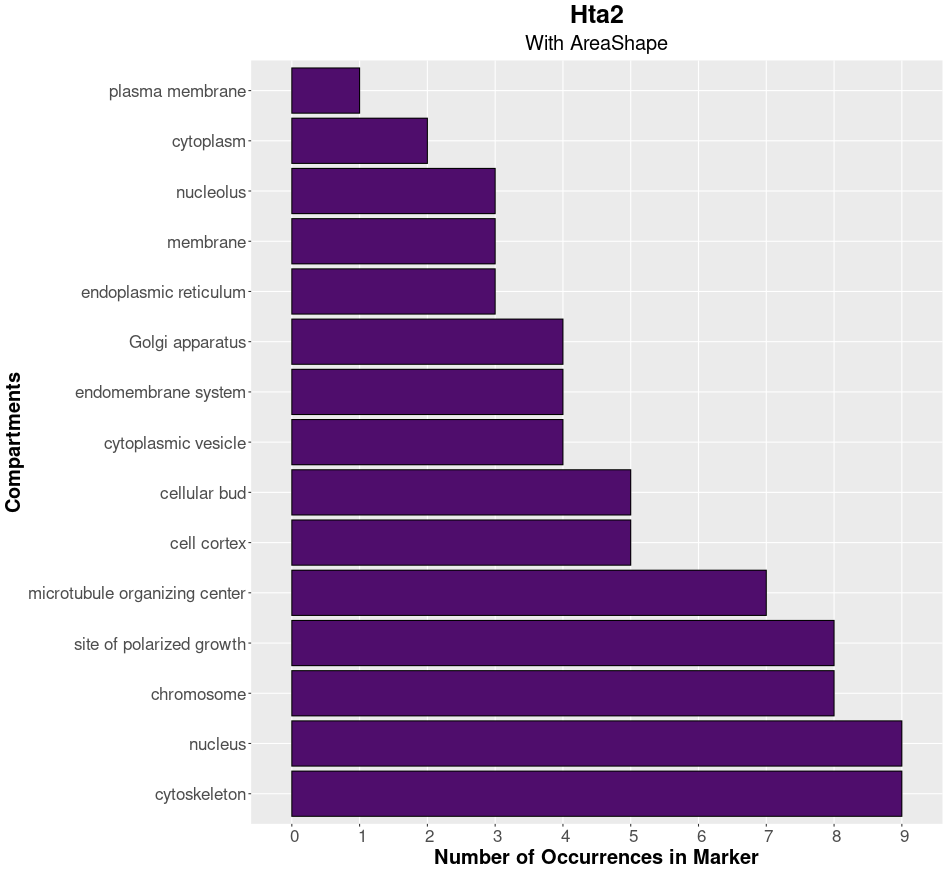 Hta2
With AreaShape
Compartments
plasma membrane
cytoplasm
nucleolus
membrane
endoplasmic reticulum
Golgi apparatus
endomembrane system
cytoplasmic vesicle
cellular bud
cell cortex
microtubule organizing center
site of polarized growth
chromosome
nucleus
cytoskeleton
0 1 2 3 4 5 6 7 8 9
Number of Occurrences in Marker